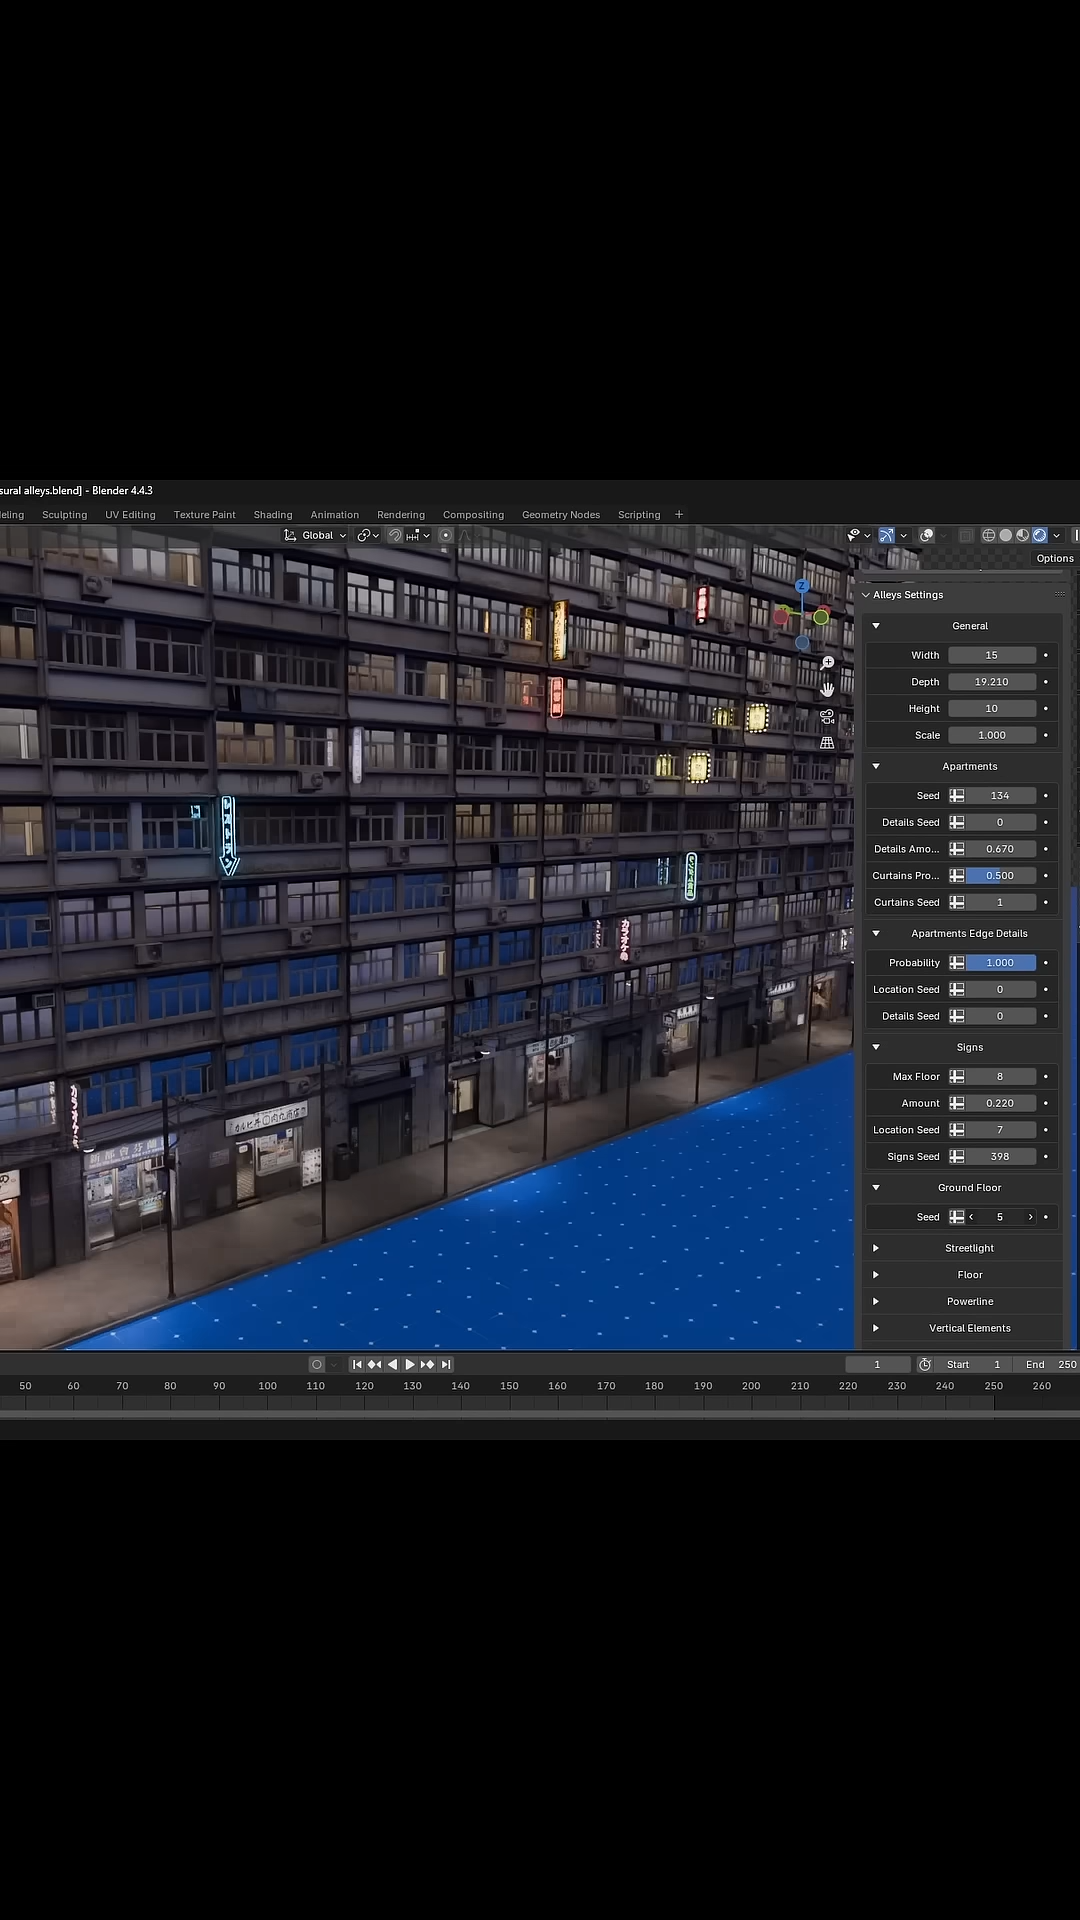 sural alleys.blend] - Blender 4.4.3
eling Sculpting UV Editing Texture Paint Shading Animation Rendering Compositing Geometry Nodes Scripting +
Global
Options
Z
Alleys Settings
General
Width 15
Depth 19.210
Height 10
Scale 1.000
Apartments
Seed 134
Details Seed 0
Details Amo... 0.670
Curtains Pro... 0.500
Curtains Seed 1
Apartments Edge Details
Probability 1.000
Location Seed 0
Details Seed 0
Signs
Max Floor 8
Amount 0.220
Location Seed 7
Signs Seed 398
Ground Floor
Seed 5
Streetlight
Floor
Powerline
Vertical Elements
1 Start 1 End 250
50 60 70 80 90 100 110 120 130 140 150 160 170 180 190 200 210 220 230 240 250 260